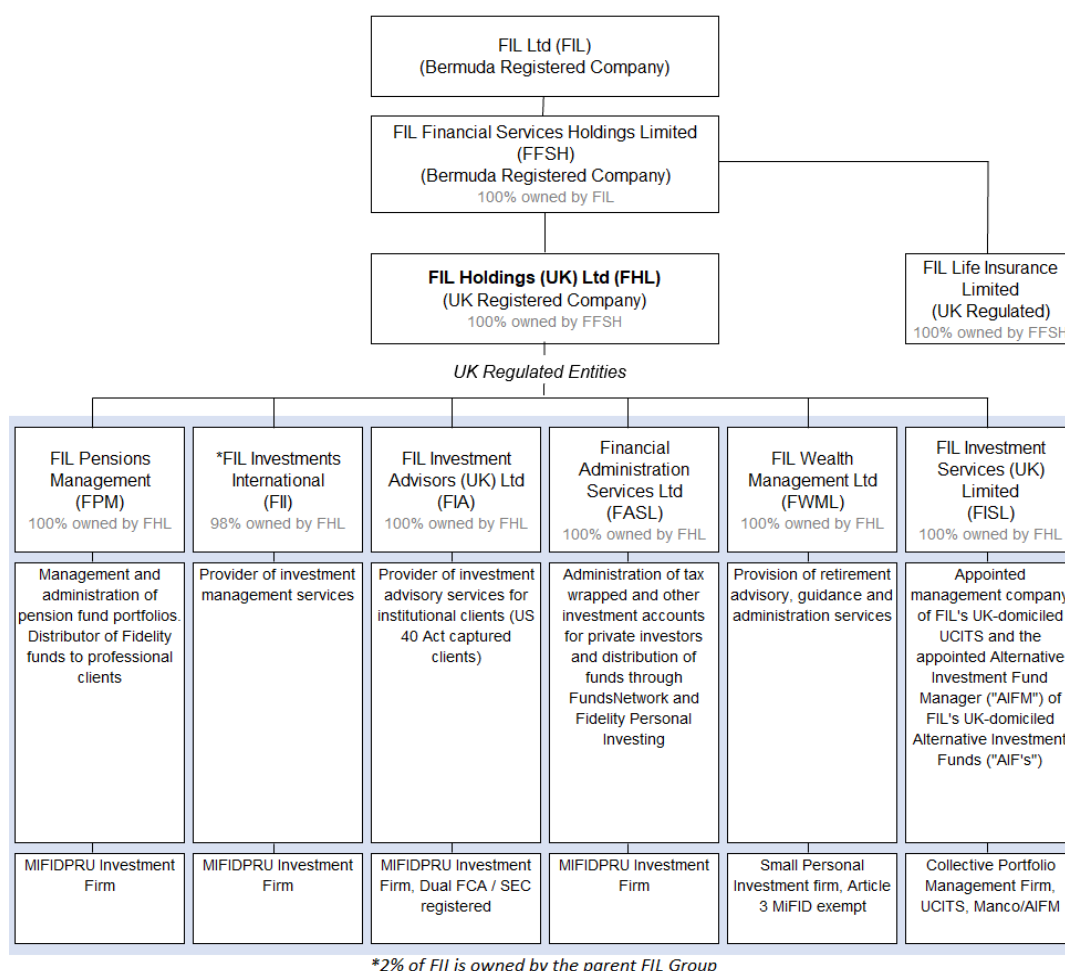 FIL Ltd (FIL)
(Bermuda Registered Company)
FIL Financial Services Holdings Limited
(FFSH)
(Bermuda Registered Company)
100% owned by FIL
FIL Holdings (UK) Ltd (FHL)
(UK Registered Company)
100% owned by FFSH
FIL Life Insurance
Limited
(UK Regulated)
100% owned by FFSH
UK Regulated Entities
FIL Pensions
Management
(FPM)
100% owned by FHL
*FIL Investments
International
(FII)
98% owned by FHL
FIL Investment
Advisors (UK) Ltd
(FIA)
100% owned by FHL
Financial
Administration
Services Ltd
(FASL)
100% owned by FHL
FIL Wealth
Management Ltd
(FWML)
100% owned by FHL
FIL Investment
Services (UK)
Limited
(FISL)
100% owned by FHL
Management and
administration of
pension fund portfolios.
Distributor of Fidelity
funds to professional
clients
Provider of investment
management services
Provider of investment
advisory services for
institutional clients (US
40 Act captured
clients)
Administration of tax
wrapped and other
investment accounts
for private investors
and distribution of
funds through
FundsNetwork and
Fidelity Personal
Investing
Provision of retirement
advisory, guidance and
administration services
Appointed
management company
of FIL's UK-domiciled
UCITS and the
appointed Alternative
Investment Fund
Manager ("AIFM") of
FIL's UK-domiciled
Alternative Investment
Funds ("AIF's")
MIFIDPRU Investment
Firm
MIFIDPRU Investment
Firm
MIFIDPRU Investment
Firm, Dual FCA / SEC
registered
MIFIDPRU Investment
Firm
Small Personal
Investment firm, Article
3 MiFID exempt
Collective Portfolio
Management Firm,
UCITS, Manco/AIFM
*2% of FII is owned by the parent FIL Group